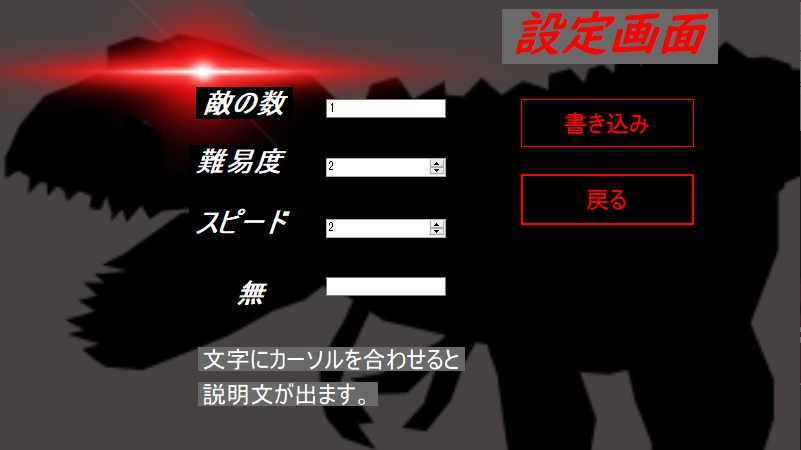 設定画面
敵の数
1
書き込み
難易度
2
戻る
スピード
2
無
文字にカーソルを合わせると
説明文が出ます。